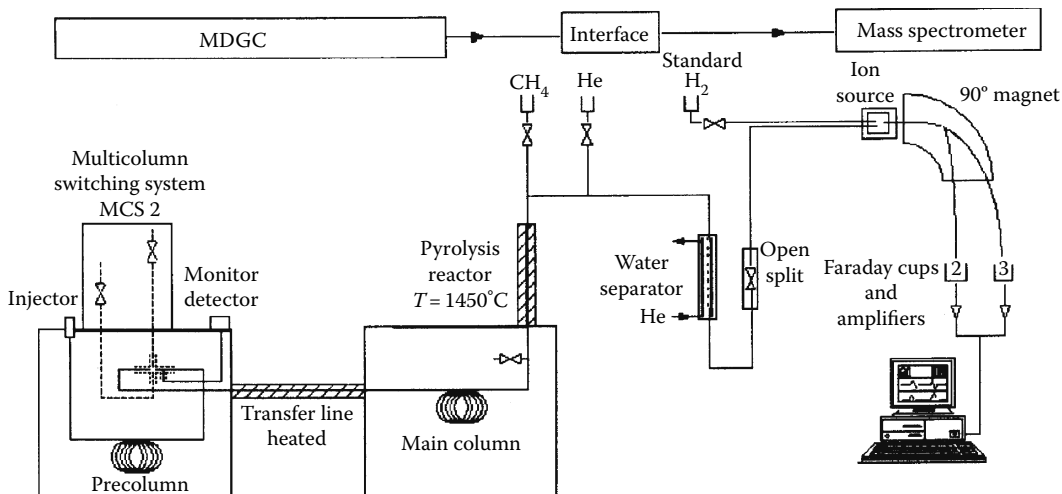 MDGC
Interface
Mass spectrometer
CH4
He
Standard
H2
Ion
source
90° magnet
Multicolumn
switching system
MCS 2
Injector
Monitor
detector
Pyrolysis
reactor
T = 1450°C
Water
separator
He
Open
split
Faraday cups
and
amplifiers
2
3
Transfer line
heated
Main column
Precolumn